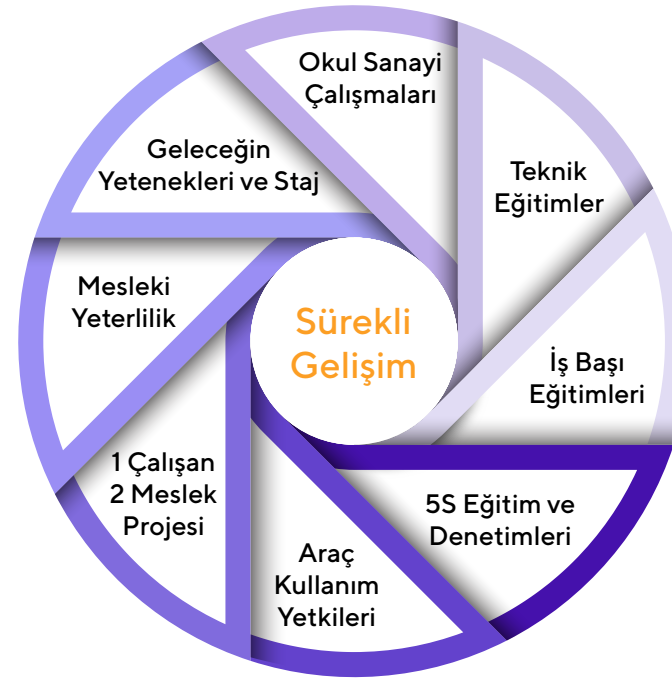 Okul Sanayi
Çalışmaları
Teknik
Eğitimler
İş Başı
Eğitimleri
5S Eğitim ve
Denetimleri
Araç
Kullanım
Yetkileri
1 Çalışan
2 Meslek
Projesi
Mesleki
Yeterlilik
Geleceğin
Yetenekleri ve Staj
Sürekli
Gelişim